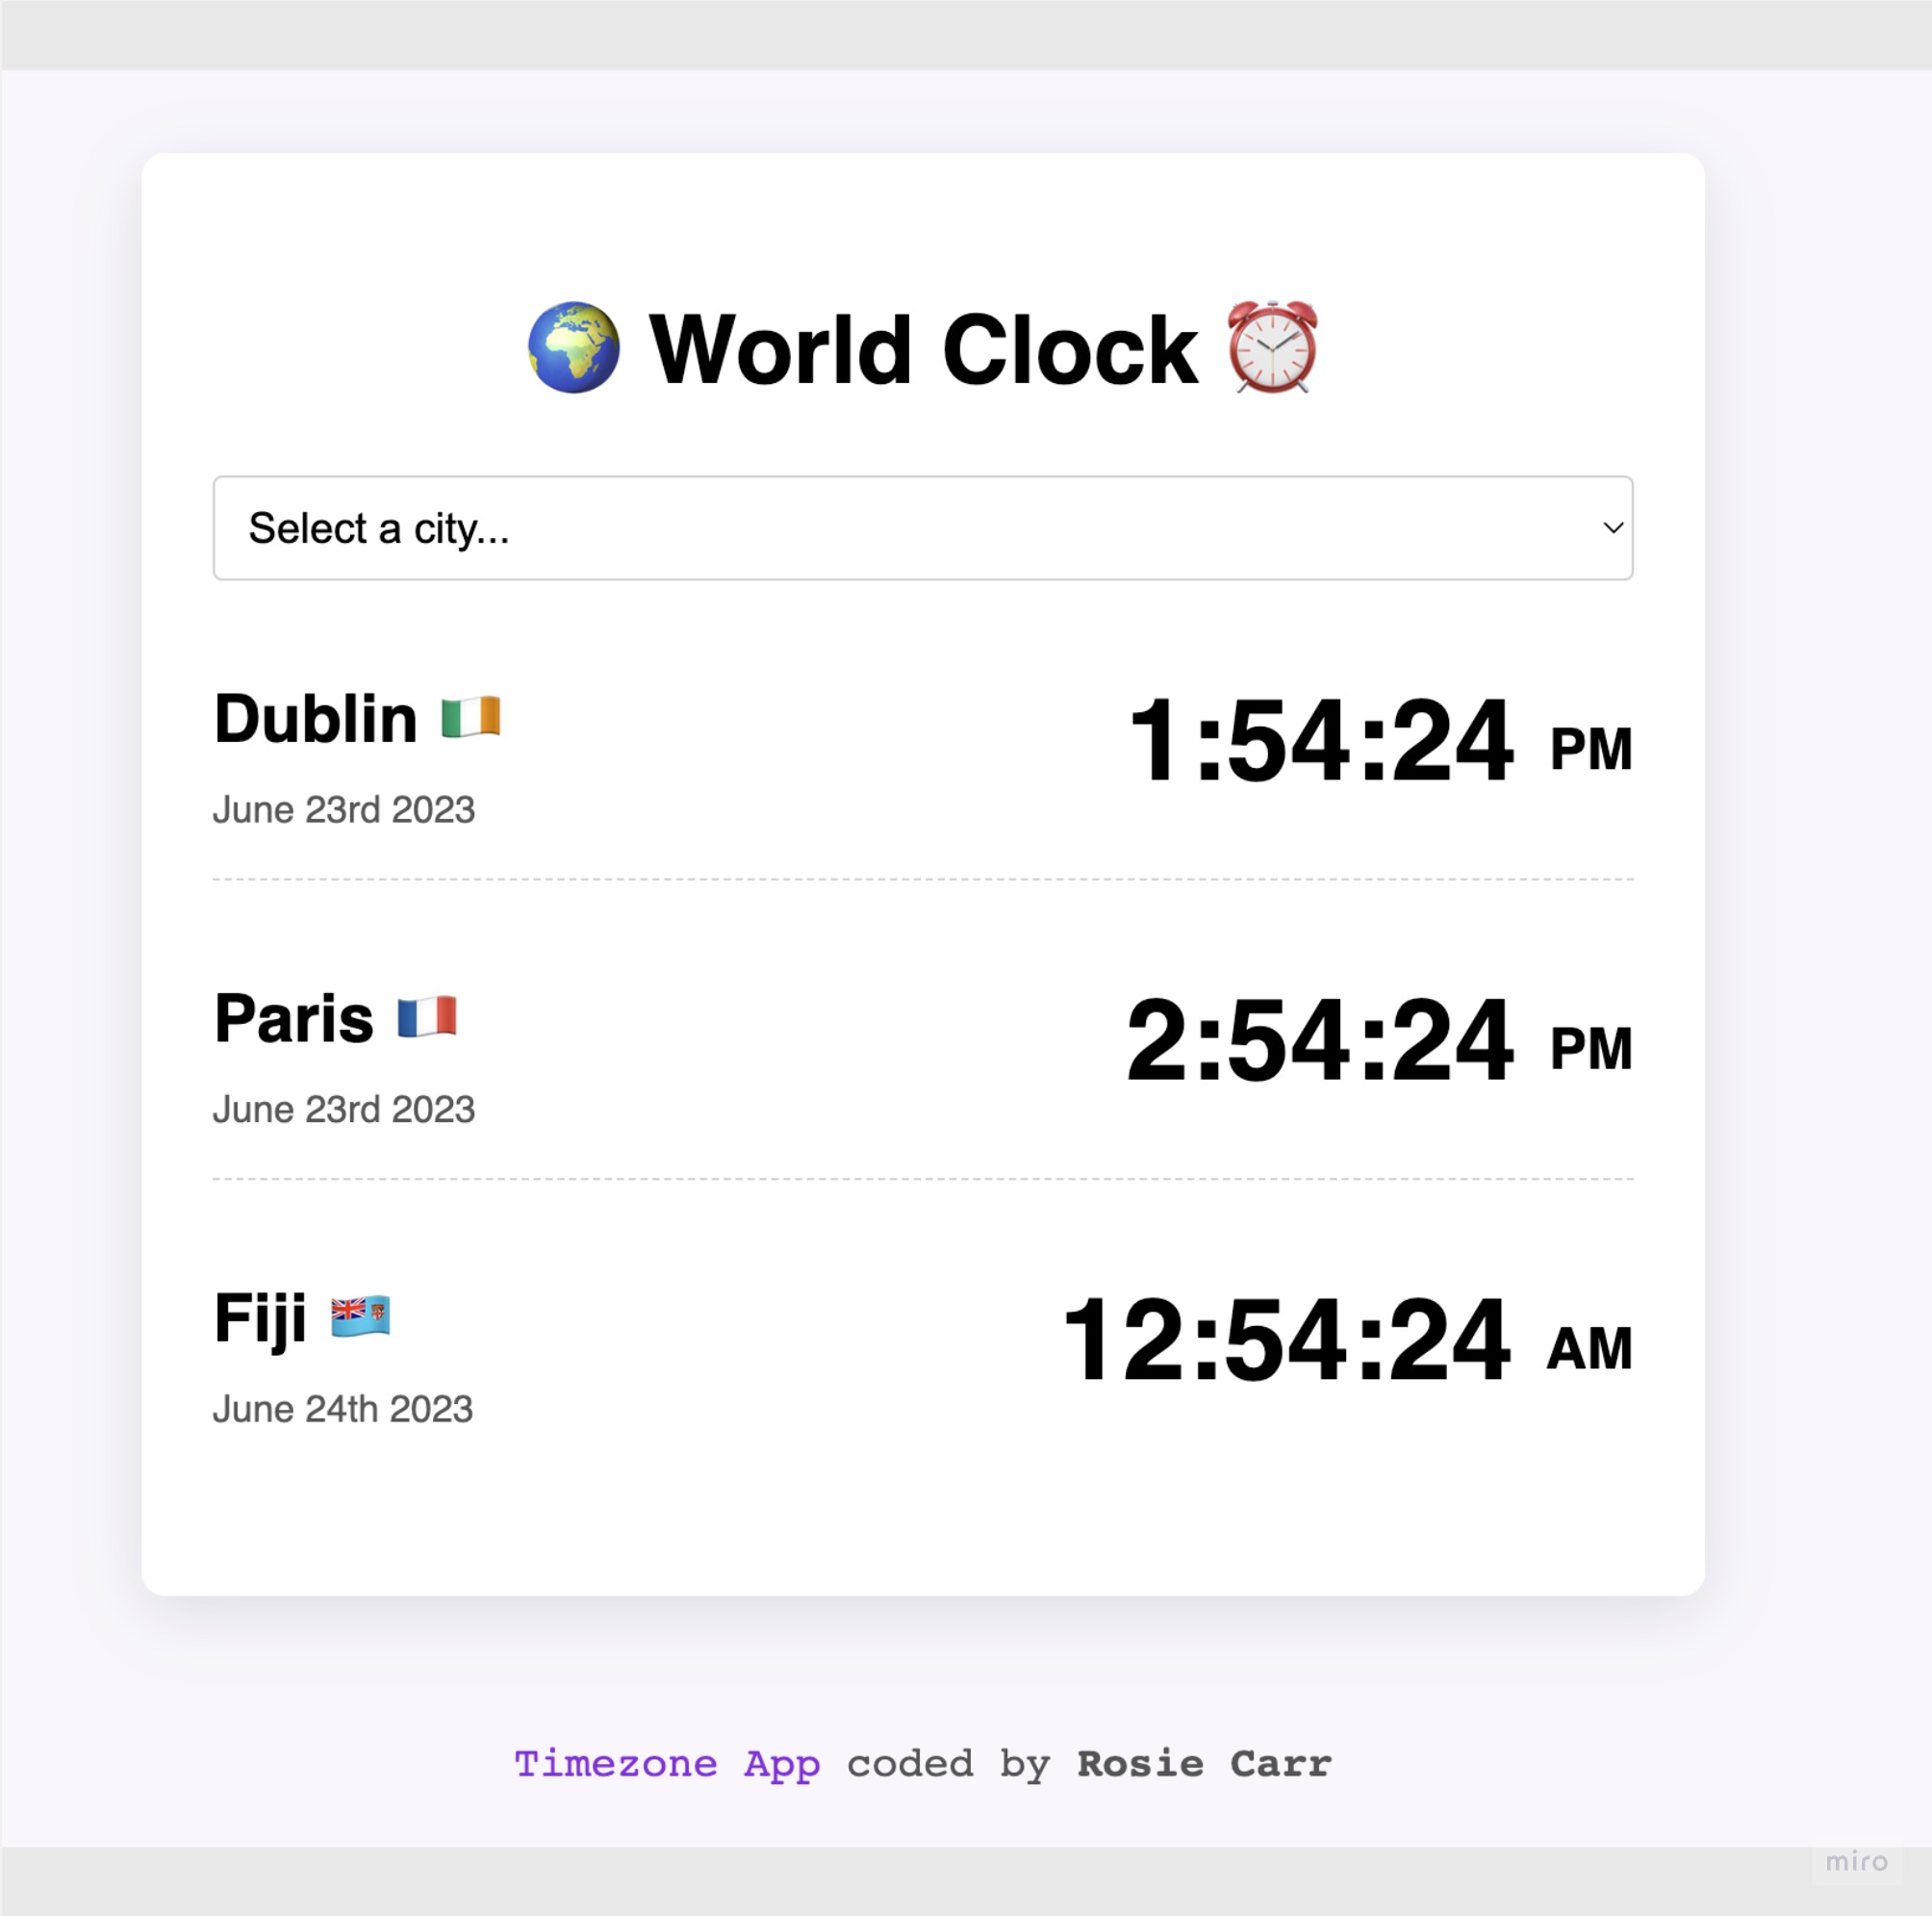 🌍 World Clock ⏰
Select a city...
Dublin 🇮🇪
1:54:24 PM
June 23rd 2023
Paris 🇫🇷
2:54:24 PM
June 23rd 2023
Fiji 🇫🇯
12:54:24 AM
June 24th 2023
Timezone App coded by Rosie Carr
miro